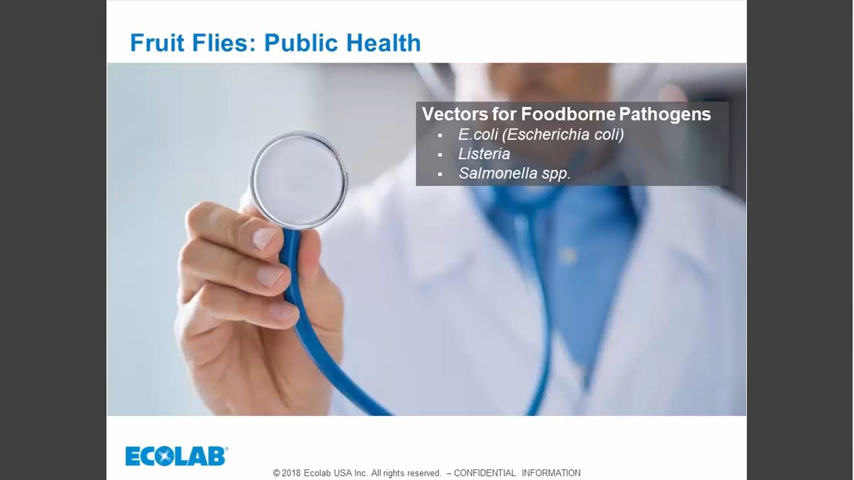 Fruit Flies: Public Health
Vectors for Foodborne Pathogens
▪ E.coli (Escherichia coli)
▪ Listeria
▪ Salmonella spp.
ECOLAB®
© 2018 Ecolab USA Inc. All rights reserved. – CONFIDENTIAL INFORMATION